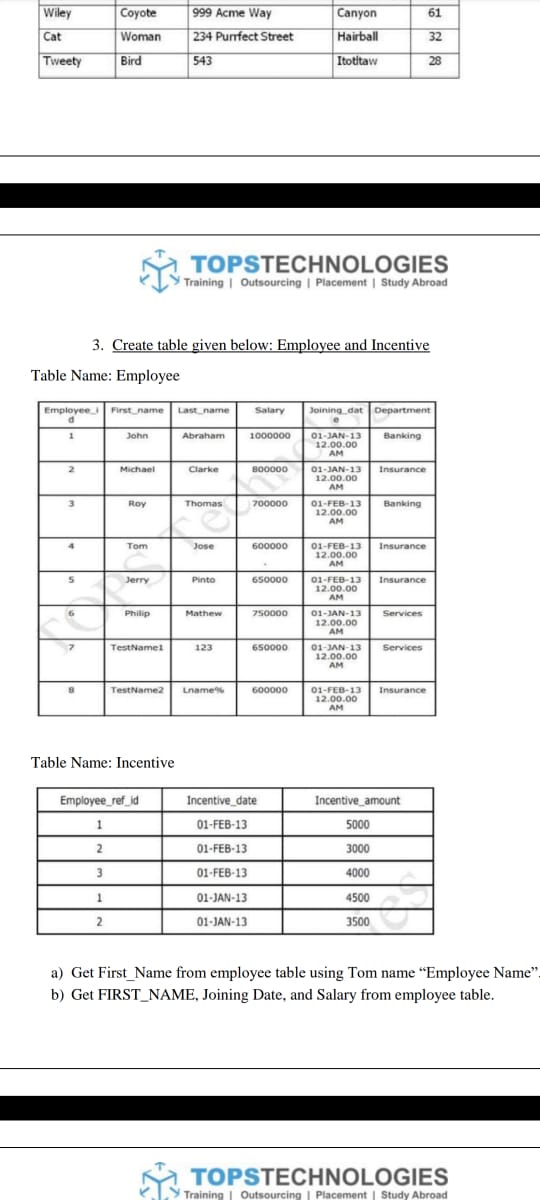 Wiley Coyote 999 Acme Way Canyon 61
Cat Woman 234 Purrfect Street Hairball 32
Tweety Bird 543 Itotltaw 28
TOPSTECHNOLOGIES
Training | Outsourcing | Placement | Study Abroad
3. Create table given below: Employee and Incentive
Table Name: Employee
Employee_i
d First_name Last_name Salary Joining_dat
e Department
1 John Abraham 1000000 01-JAN-13
12.00.00
AM Banking
2 Michael Clarke 800000 01-JAN-13
12.00.00
AM Insurance
3 Roy Thomas 700000 01-FEB-13
12.00.00
AM Banking
4 Tom Jose 600000 01-FEB-13
12.00.00
AM Insurance
5 Jerry Pinto 650000 01-FEB-13
12.00.00
AM Insurance
6 Philip Mathew 750000 01-JAN-13
12.00.00
AM Services
7 TestName1 123 650000 01-JAN-13
12.00.00
AM Services
8 TestName2 Lname% 600000 01-FEB-13
12.00.00
AM Insurance
Table Name: Incentive
Employee_ref_id Incentive_date Incentive_amount
1 01-FEB-13 5000
2 01-FEB-13 3000
3 01-FEB-13 4000
1 01-JAN-13 4500
2 01-JAN-13 3500
a) Get First_Name from employee table using Tom name “Employee Name”.
b) Get FIRST_NAME, Joining Date, and Salary from employee table.
TOPSTECHNOLOGIES
Training | Outsourcing | Placement | Study Abroad